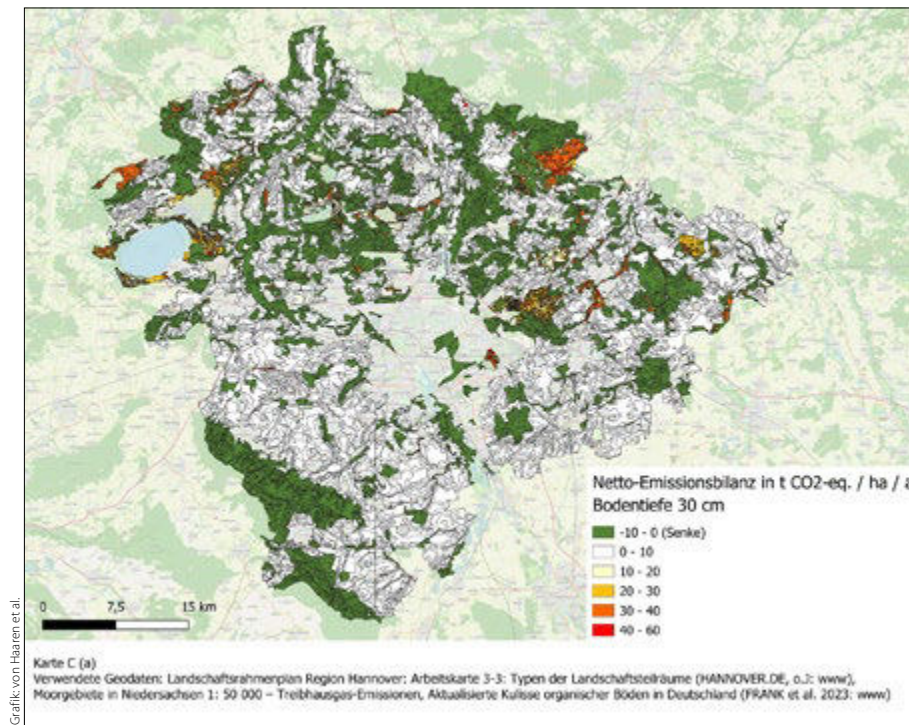 Netto-Emissionsbilanz in t CO2-eq. / ha / a
Bodentiefe 30 cm
-10 - 0 (Senke)
0 - 10
10 - 20
20 - 30
30 - 40
40 - 60
0 7,5 15 km
Grafik: von Haaren et al.
Karte C (a)
Verwendete Geodaten: Landschaftsrahmenplan Region Hannover: Arbeitskarte 3-3: Typen der Landschaftsteilräume (HANNOVER.DE, o.J: www),
Moorgebiete in Niedersachsen 1: 50 000 – Treibhausgas-Emissionen, Aktualisierte Kulisse organischer Böden in Deutschland (FRANK et al. 2023: www)